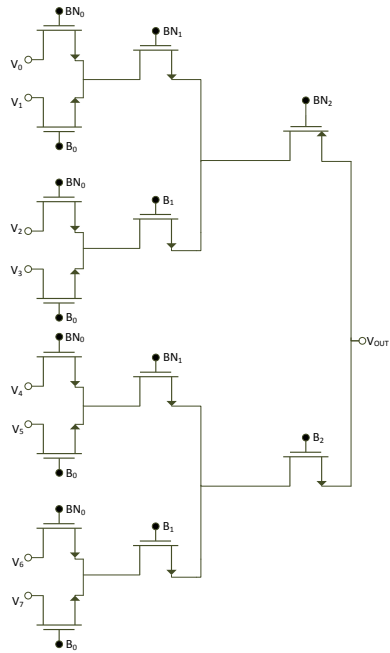 BN₀
BN₁
V₀
V₁
BN₂
B₀
BN₀
B₁
V₂
V₃
B₀
BN₀
BN₁
V_OUT
V₄
V₅
B₂
B₀
BN₀
B₁
V₆
V₇
B₀